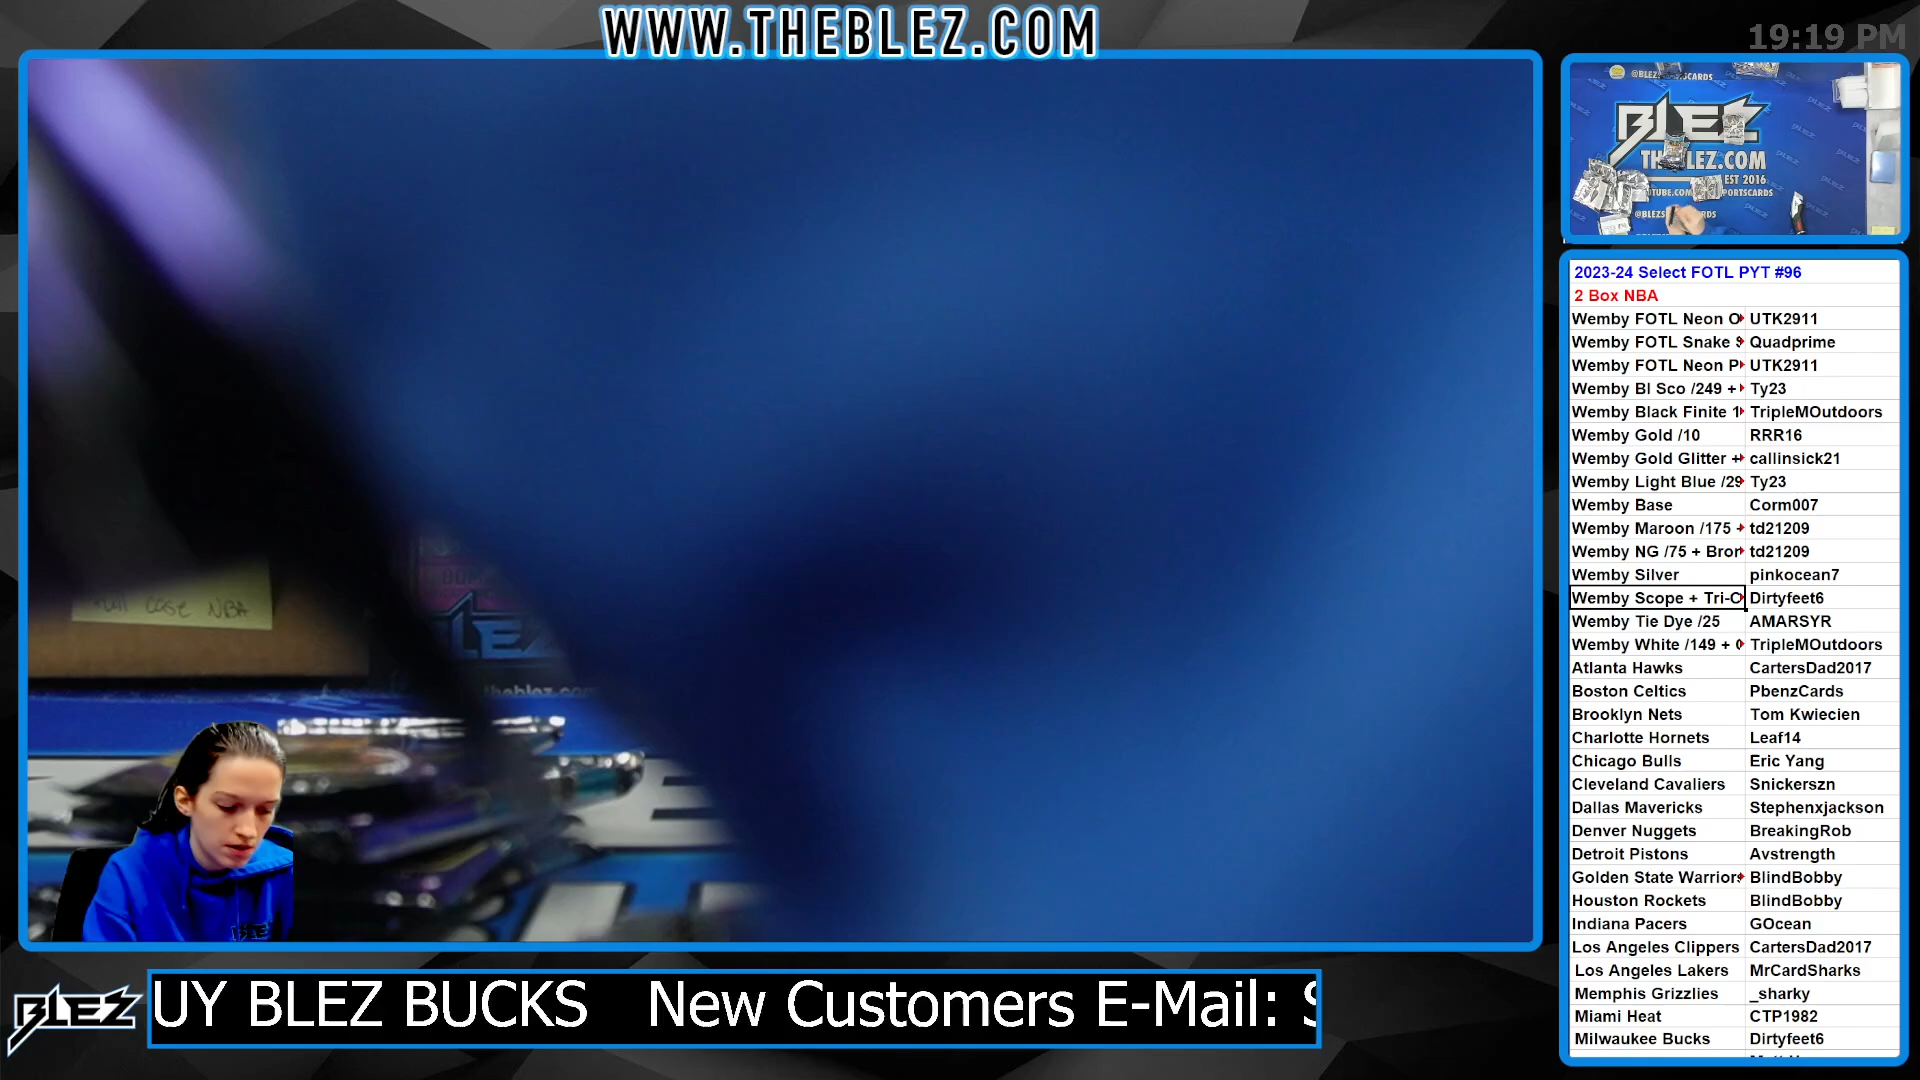 WWW.THEBLEZ.COM
19:19 PM
BLEZ
EST 2016
2023-24 Select FOTL PYT #96
2 Box NBA
Wemby FOTL Neon O UTK2911
Wemby FOTL Snake S Quadprime
Wemby FOTL Neon P UTK2911
Wemby Bl Sco /249 + Ty23
Wemby Black Finite 1 TripleMOutdoors
Wemby Gold /10 RRR16
Wemby Gold Glitter + callinsick21
Wemby Light Blue /29 Ty23
Wemby Base Corm007
Wemby Maroon /175 + td21209
Wemby NG /75 + Bron td21209
Wemby Silver pinkocean7
Wemby Scope + Tri-C Dirtyfeet6
Wemby Tie Dye /25 AMARSYR
Wemby White /149 + TripleMOutdoors
Atlanta Hawks CartersDad2017
Boston Celtics PbenzCards
Brooklyn Nets Tom Kwiecien
Charlotte Hornets Leaf14
Chicago Bulls Eric Yang
Cleveland Cavaliers Snickerszn
Dallas Mavericks Stephenxjackson
Denver Nuggets BreakingRob
Detroit Pistons Avstrength
Golden State Warriors BlindBobby
Houston Rockets BlindBobby
Indiana Pacers GOcean
Los Angeles Clippers CartersDad2017
Los Angeles Lakers MrCardSharks
Memphis Grizzlies _sharky
Miami Heat CTP1982
Milwaukee Bucks Dirtyfeet6
case NBA
BLEZ
UY BLEZ BUCKS New Customers E-Mail: S